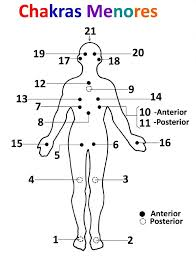 Chakras Menores
21
19 20
17 18
12
9
13 14
11
8 7
10 - Anterior
11 - Posterior
15 16
5 6
3 4
Anterior
Posterior
1 2